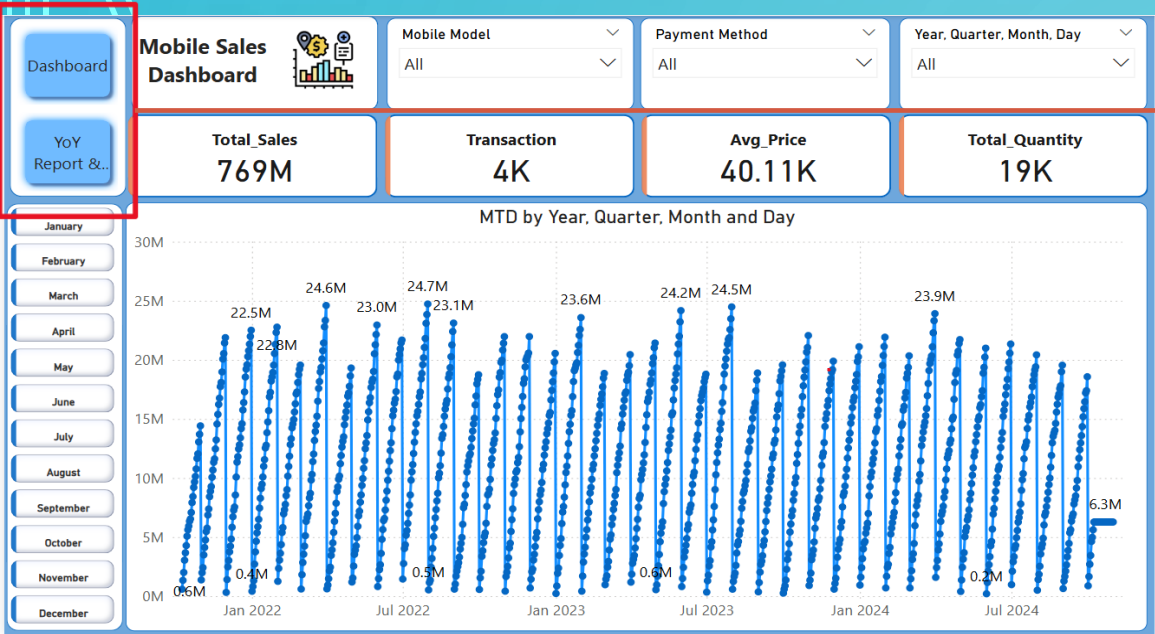 Dashboard
YoY
Report &..
Mobile Sales
Dashboard
Mobile Model
All
Payment Method
All
Year, Quarter, Month, Day
All
Total_Sales
769M
Transaction
4K
Avg_Price
40.11K
Total_Quantity
19K
January
February
March
April
May
June
July
August
September
October
November
December
MTD by Year, Quarter, Month and Day
30M
25M
20M
15M
10M
5M
0M
0.6M
22.5M
0.4M
22.8M
24.6M
23.0M
24.7M
0.5M
23.1M
23.6M
0.6M
24.2M
24.5M
23.9M
0.2M
6.3M
Jan 2022
Jul 2022
Jan 2023
Jul 2023
Jan 2024
Jul 2024